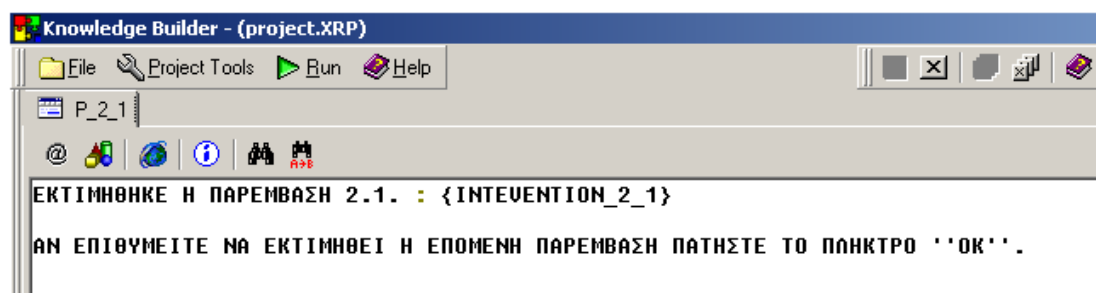 Knowledge Builder - (project.XRP)
File Project Tools Run Help
P_2_1
@
A→B
ΕΚΤΙΜΗΘΗΚΕ Η ΠΑΡΕΜΒΑΣΗ 2.1. : {INTEVENTION_2_1}
ΑΝ ΕΠΙΘΥΜΕΙΤΕ ΝΑ ΕΚΤΙΜΗΘΕΙ Η ΕΠΟΜΕΝΗ ΠΑΡΕΜΒΑΣΗ ΠΑΤΗΣΤΕ ΤΟ ΠΛΗΚΤΡΟ ''ΟΚ''.